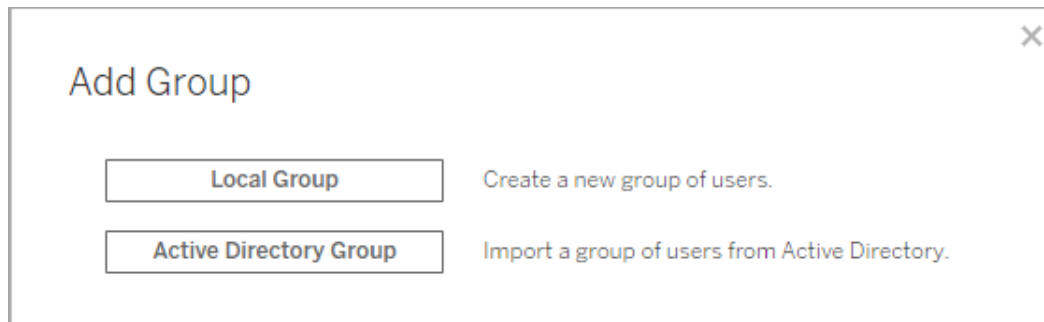 Add Group
Local Group Create a new group of users.
Active Directory Group Import a group of users from Active Directory.